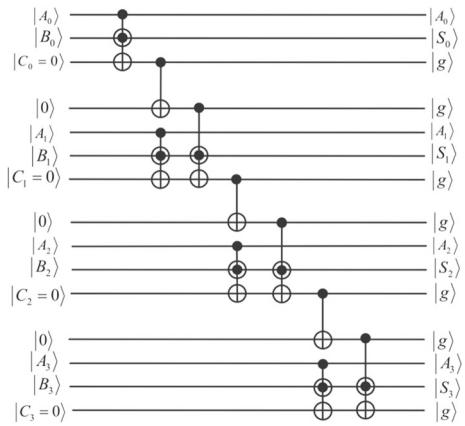 |A₀⟩ |A₀⟩
|B₀⟩ |S₀⟩
|C₀ = 0⟩ |g⟩
|0⟩ |g⟩
|A₁⟩ |A₁⟩
|B₁⟩ |S₁⟩
|C₁ = 0⟩ |g⟩
|0⟩ |g⟩
|A₂⟩ |A₂⟩
|B₂⟩ |S₂⟩
|C₂ = 0⟩ |g⟩
|0⟩ |g⟩
|A₃⟩ |A₃⟩
|B₃⟩ |S₃⟩
|C₃ = 0⟩ |g⟩